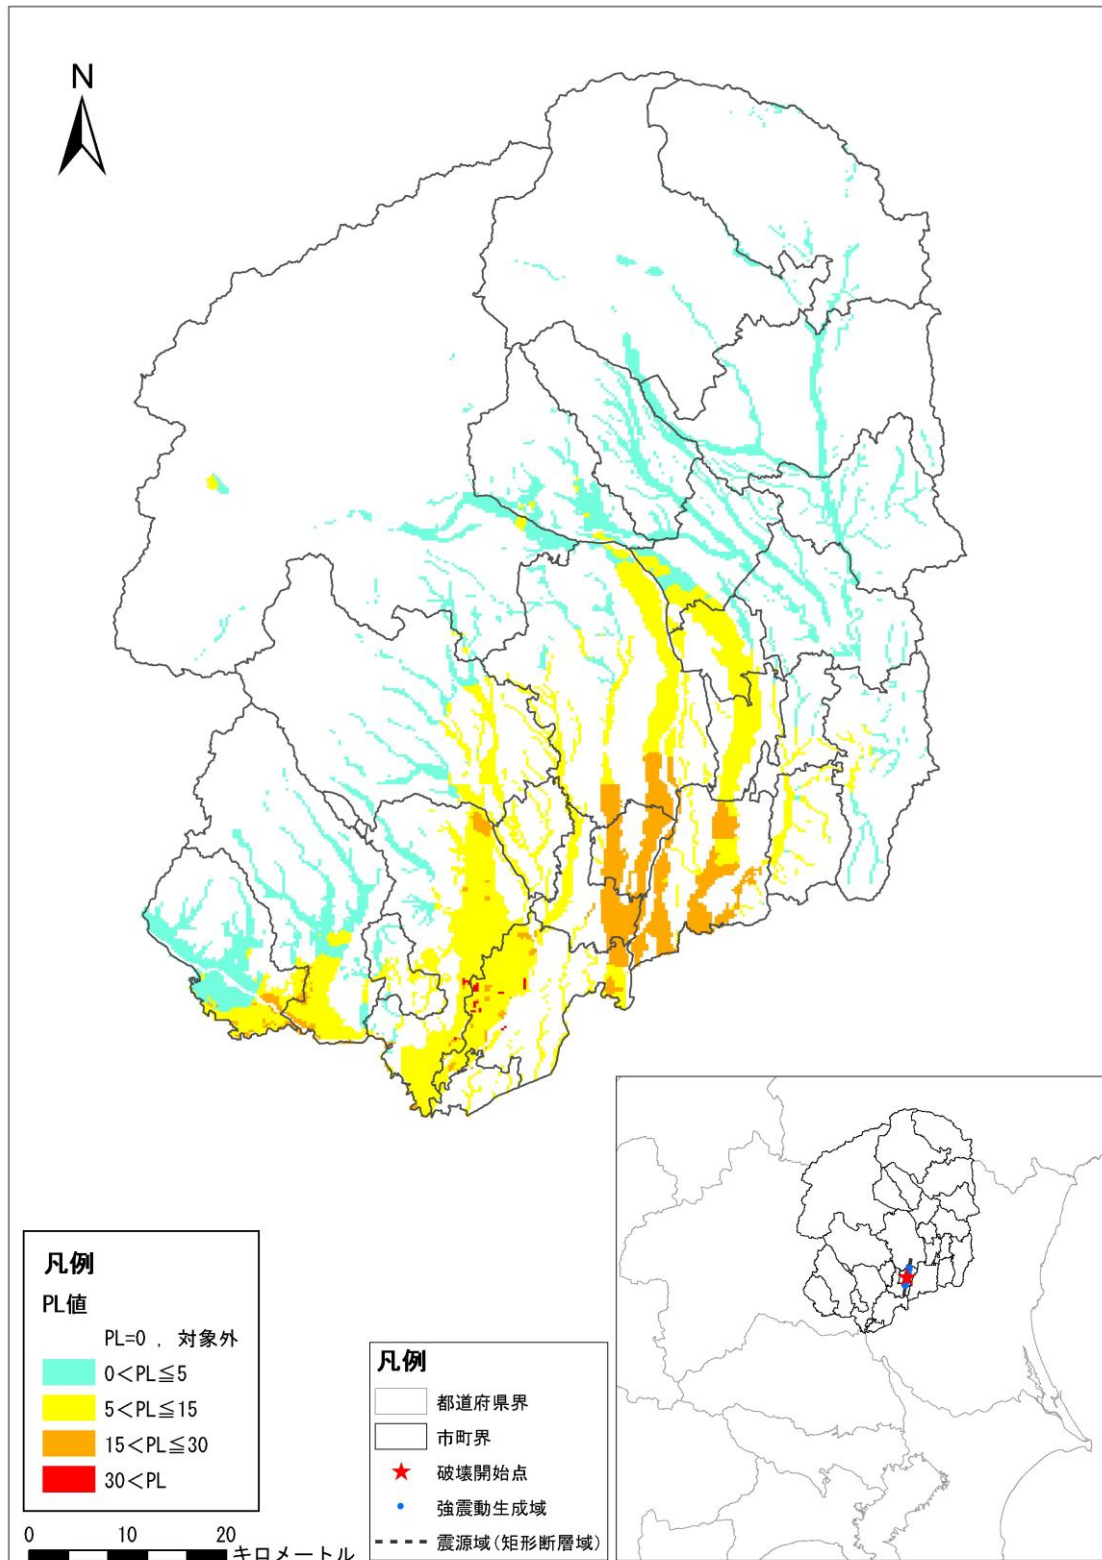 N
凡例
PL値
PL=0 , 対象外
0<PL≦5
5<PL≦15
15<PL≦30
30<PL
0 10 20
キロメートル
凡例
都道府県界
市町界
破壊開始点
強震動生成域
震源域(矩形断層域)